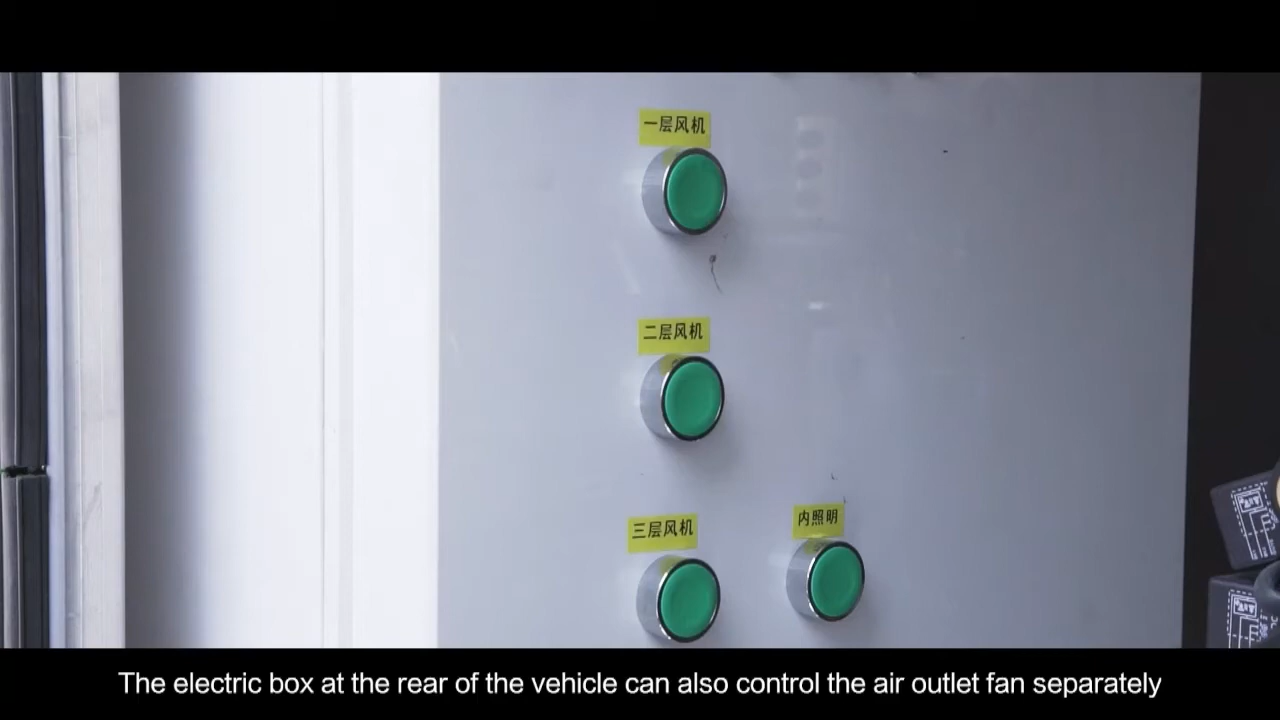 一层风机
二层风机
三层风机
内照明
The electric box at the rear of the vehicle can also control the air outlet fan separately